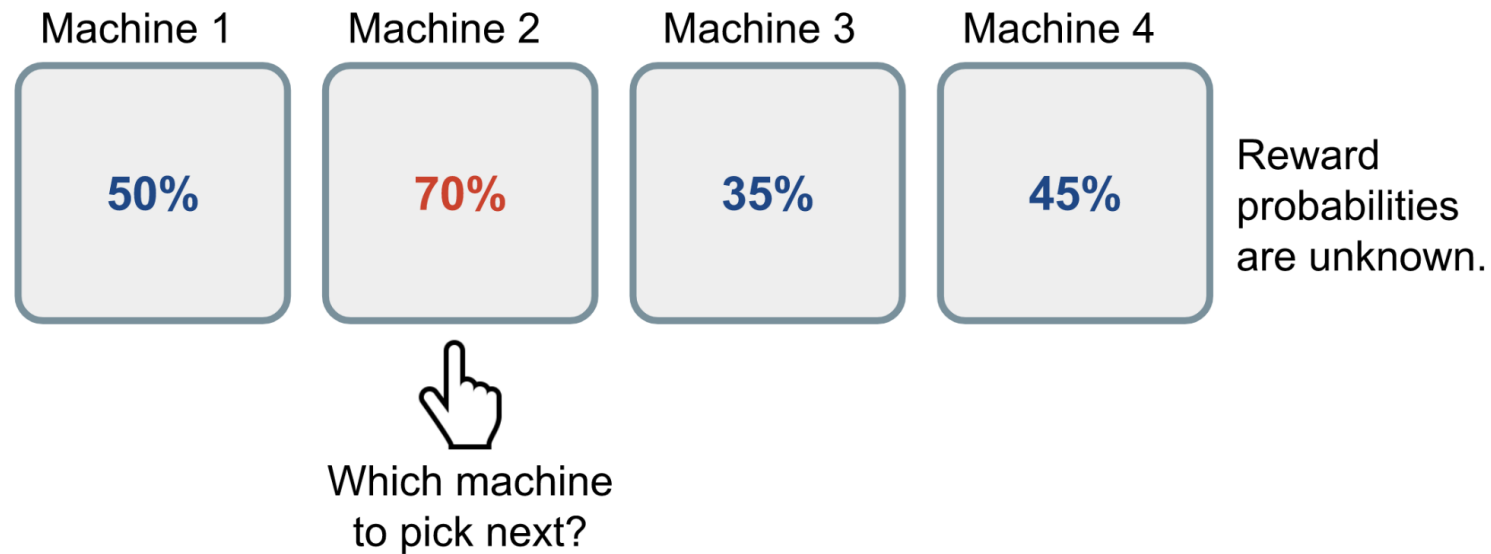 Machine 1
Machine 2
Machine 3
Machine 4
50%
70%
35%
45%
Reward
probabilities
are unknown.
Which machine
to pick next?